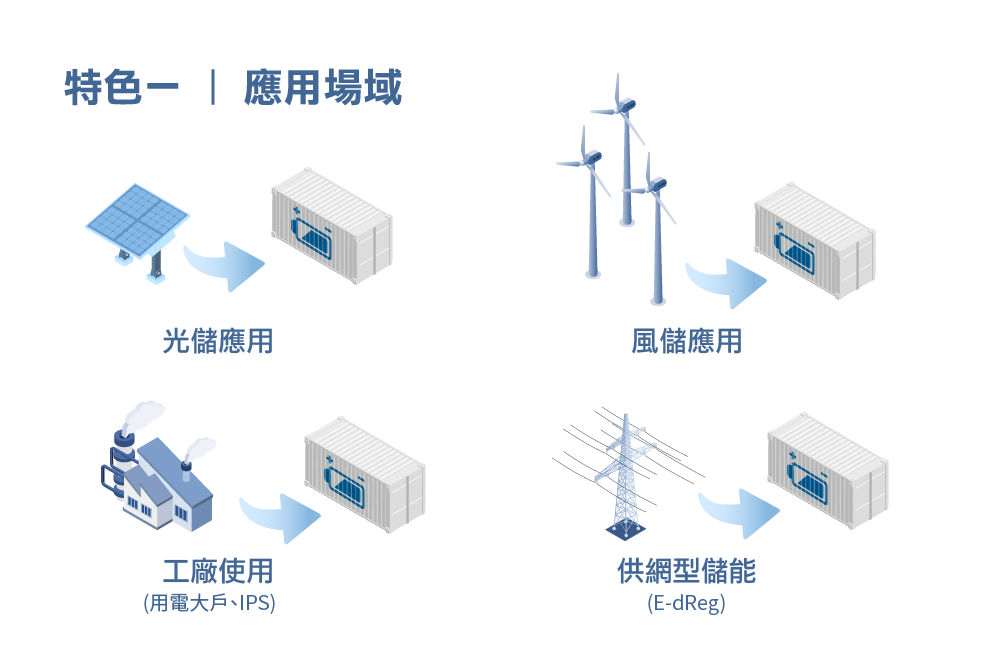 特色一 ｜ 應用場域
光儲應用
風儲應用
工廠使用
(用電大戶、IPS)
供網型儲能
(E-dReg)